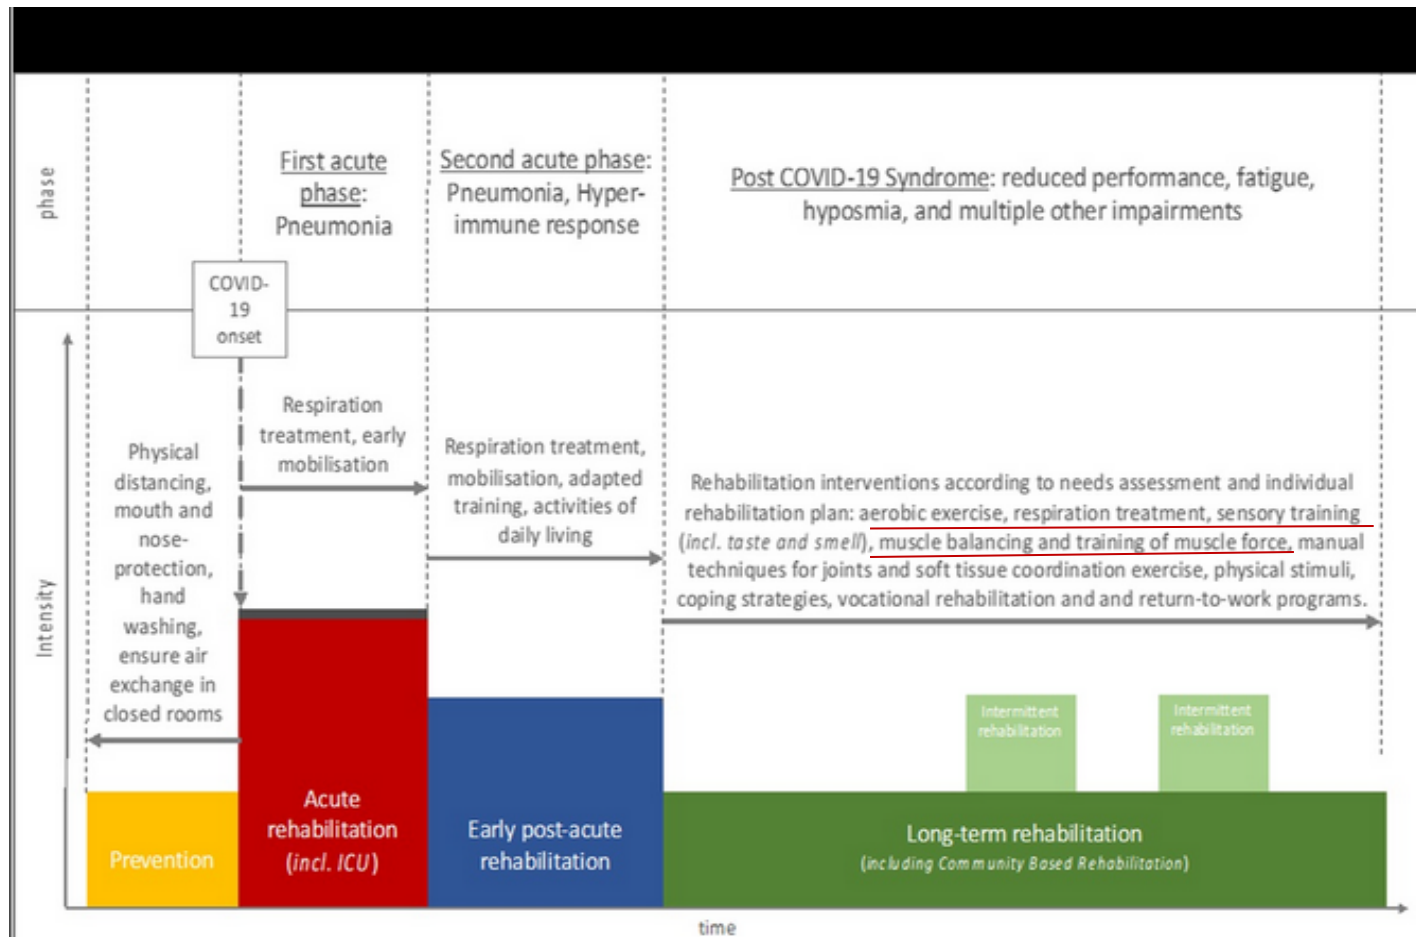 phase
First acute
phase:
Pneumonia
Second acute phase:
Pneumonia, Hyper-
immune response
Post COVID-19 Syndrome: reduced performance, fatigue,
hyposmia, and multiple other impairments
COVID-
19
onset
Intensity
Physical
distancing,
mouth and
nose-
protection,
hand
washing,
ensure air
exchange in
closed rooms
Respiration
treatment, early
mobilisation
Respiration treatment,
mobilisation, adapted
training, activities of
daily living
Rehabilitation interventions according to needs assessment and individual
rehabilitation plan: aerobic exercise, respiration treatment, sensory training
(incl. taste and smell), muscle balancing and training of muscle force, manual
techniques for joints and soft tissue coordination exercise, physical stimuli,
coping strategies, vocational rehabilitation and and return-to-work programs.
Intermittent
rehabilitation
Intermittent
rehabilitation
Prevention
Acute
rehabilitation
(incl. ICU)
Early post-acute
rehabilitation
Long-term rehabilitation
(including Community Based Rehabilitation)
time